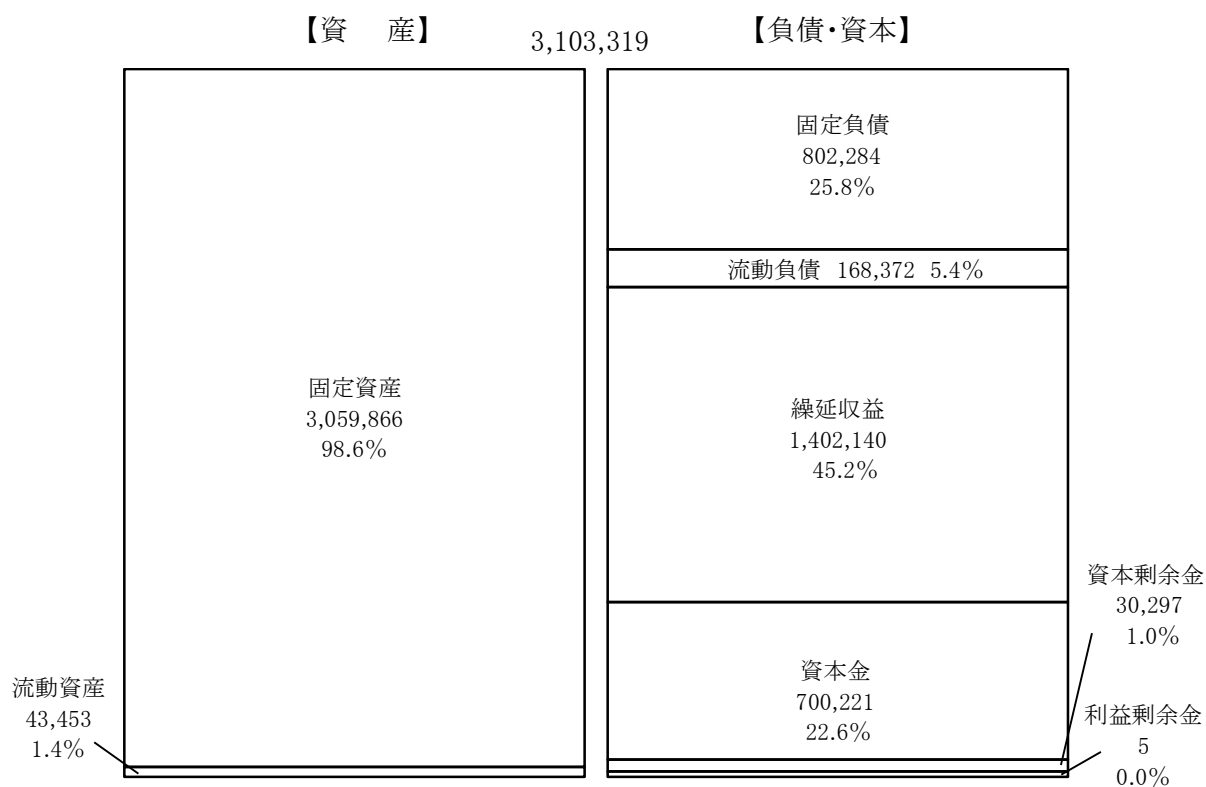 【資　産】
3,103,319
【負債・資本】
固定資産
3,059,866
98.6%
流動資産
43,453
1.4%
固定負債
802,284
25.8%
流動負債 168,372 5.4%
繰延収益
1,402,140
45.2%
資本金
700,221
22.6%
資本剰余金
30,297
1.0%
利益剰余金
5
0.0%